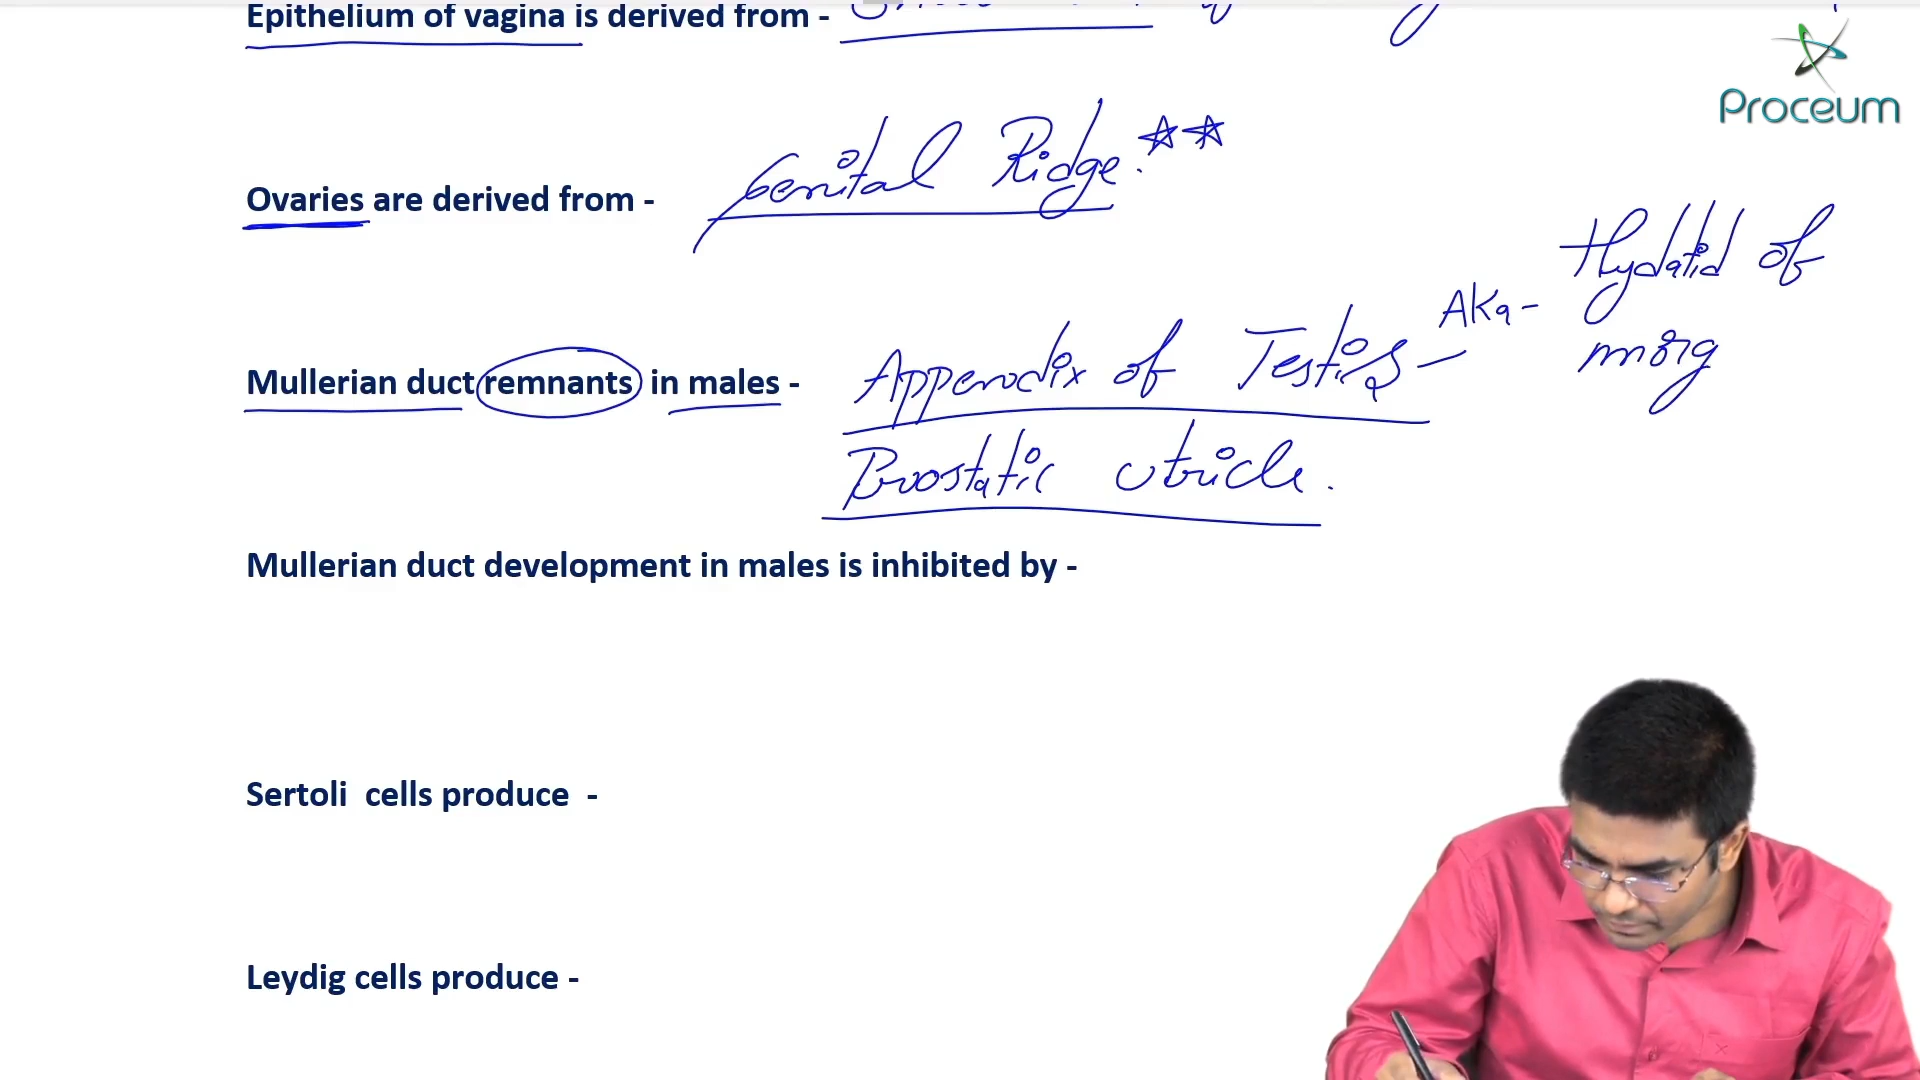 Epithelium of vagina is derived from -
Proceum
Ovaries are derived from - Genital Ridge.
Mullerian duct remnants in males - Appendix of Testis - AKa - Hydatid of
morg
Prostatic utricle.
Mullerian duct development in males is inhibited by -
Sertoli cells produce -
Leydig cells produce -